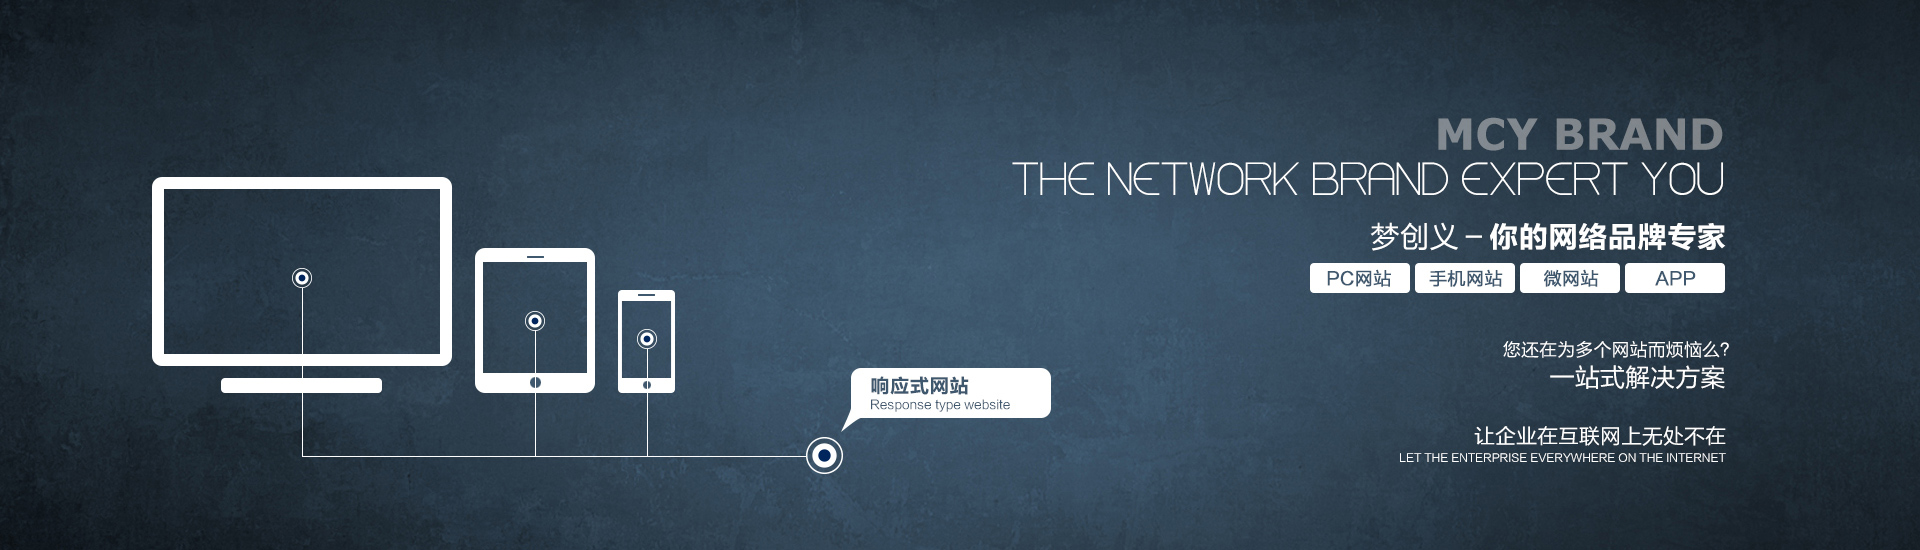 MCY BRAND
THE NETWORK BRAND EXPERT YOU
梦创义 – 你的网络品牌专家
PC网站 手机网站 微网站 APP
您还在为多个网站而烦恼么?
一站式解决方案
响应式网站
Response type website
让企业在互联网上无处不在
LET THE ENTERPRISE EVERYWHERE ON THE INTERNET